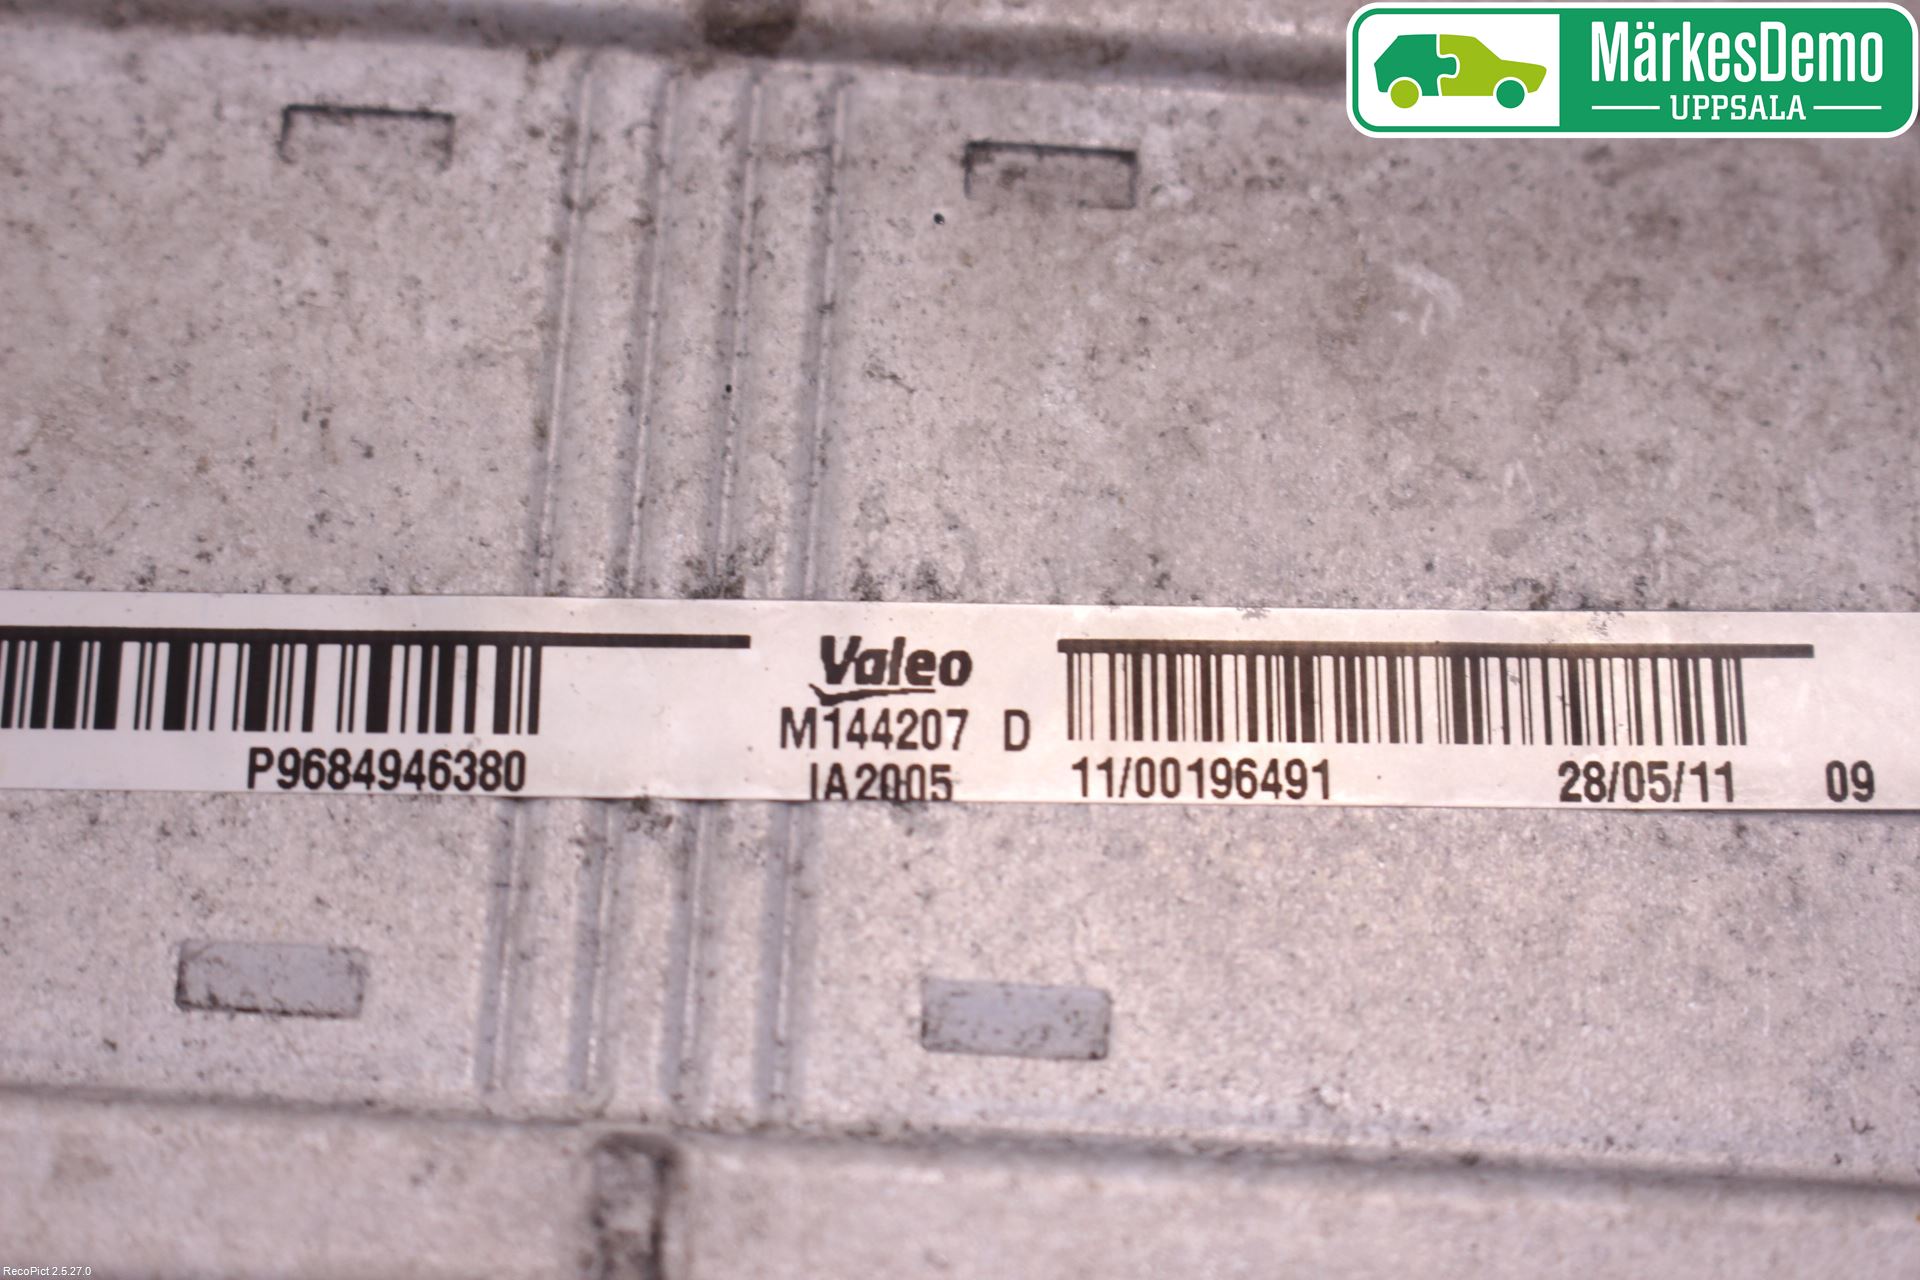 MärkesDemo
UPPSALA
Valeo
M144207 D
P9684946380
IA2005
11/00196491
28/05/11
09
RecoPict 2.5.27.0